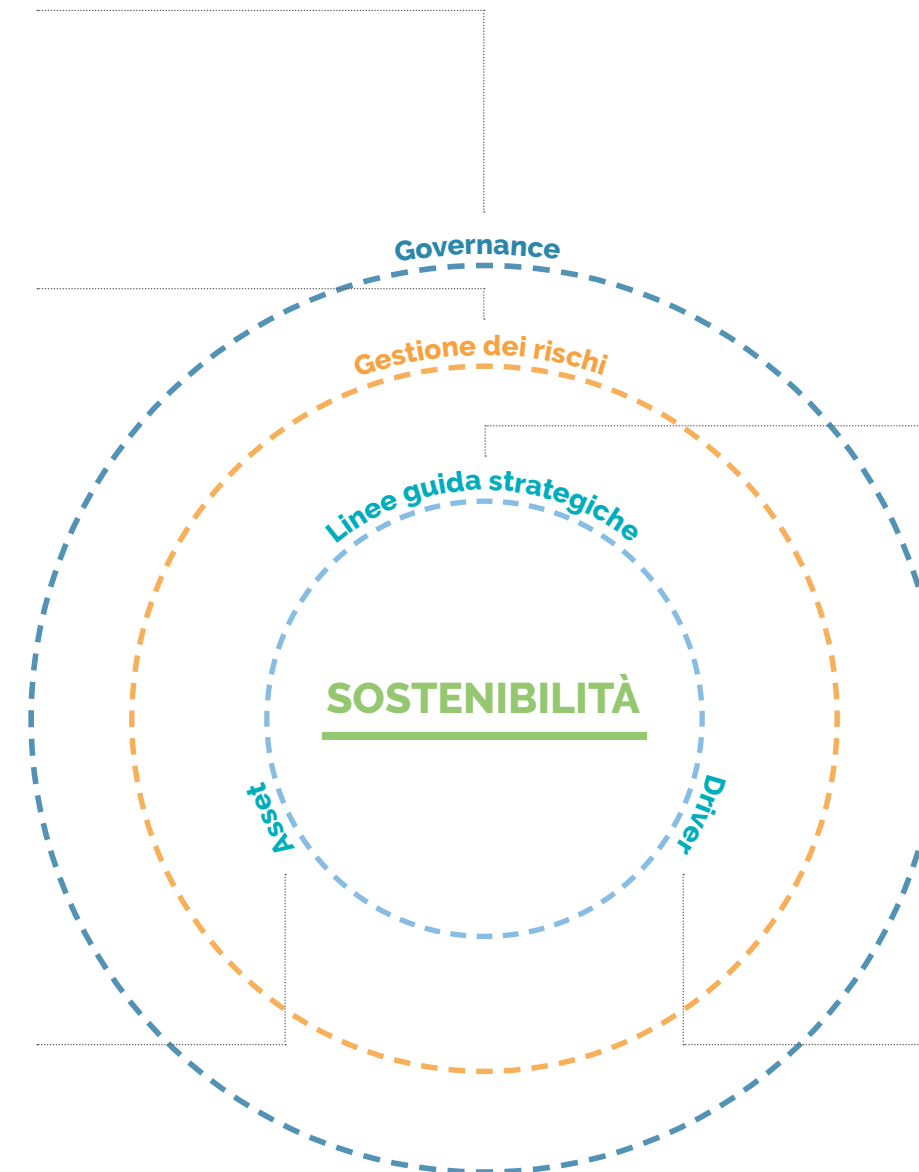 Governance
Gestione dei rischi
Linee guida strategiche
SOSTENIBILITÀ
Asset
Driver